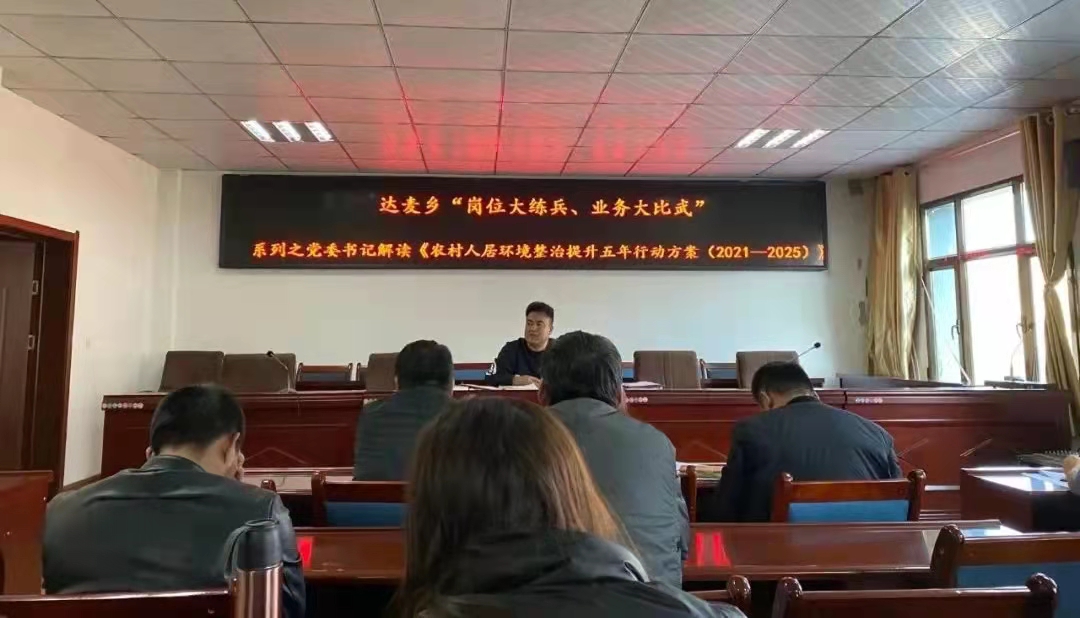 达麦乡“岗位大练兵、业务大比武”
系列之党委书记解读《农村人居环境整治提升五年行动方案（2021—2025）》